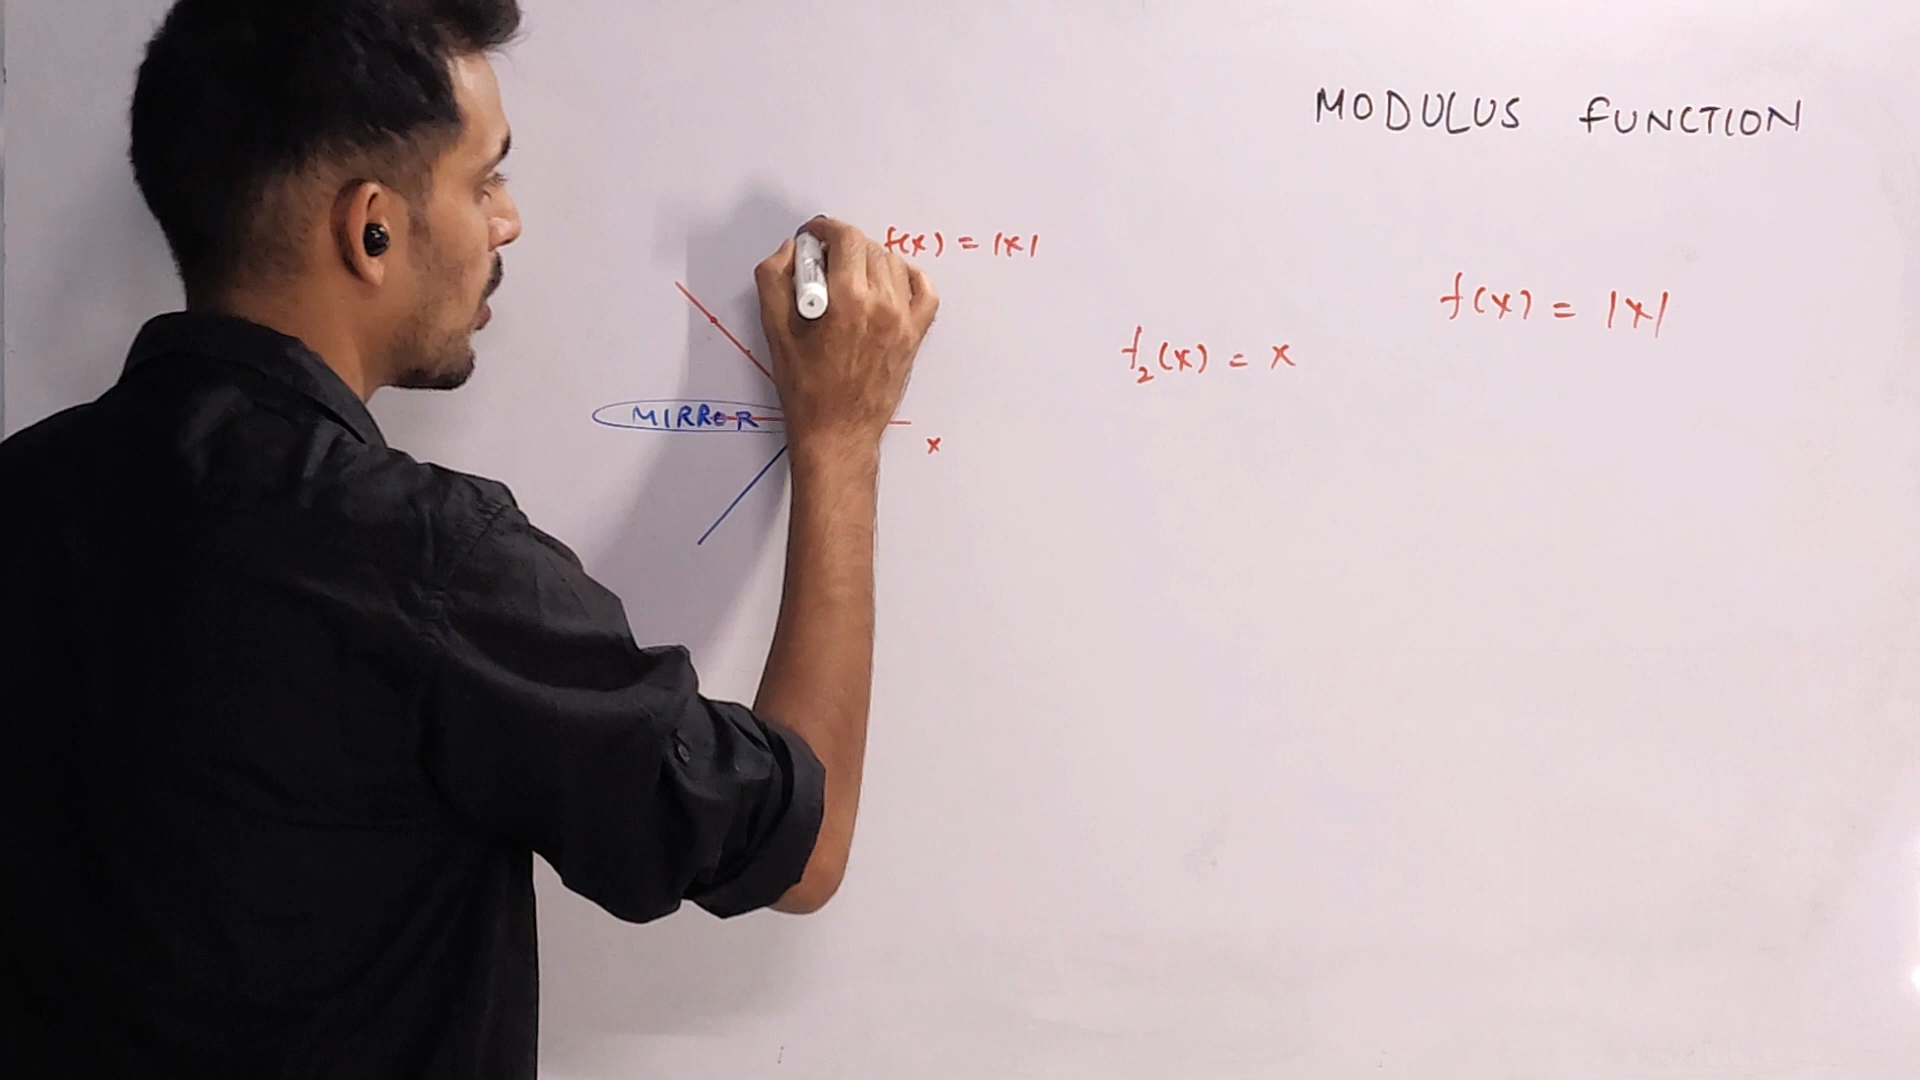 MODULUS FUNCTION
f(x) = |x|
f(x) = |x|
f₂(x) = x
MIRROR
x